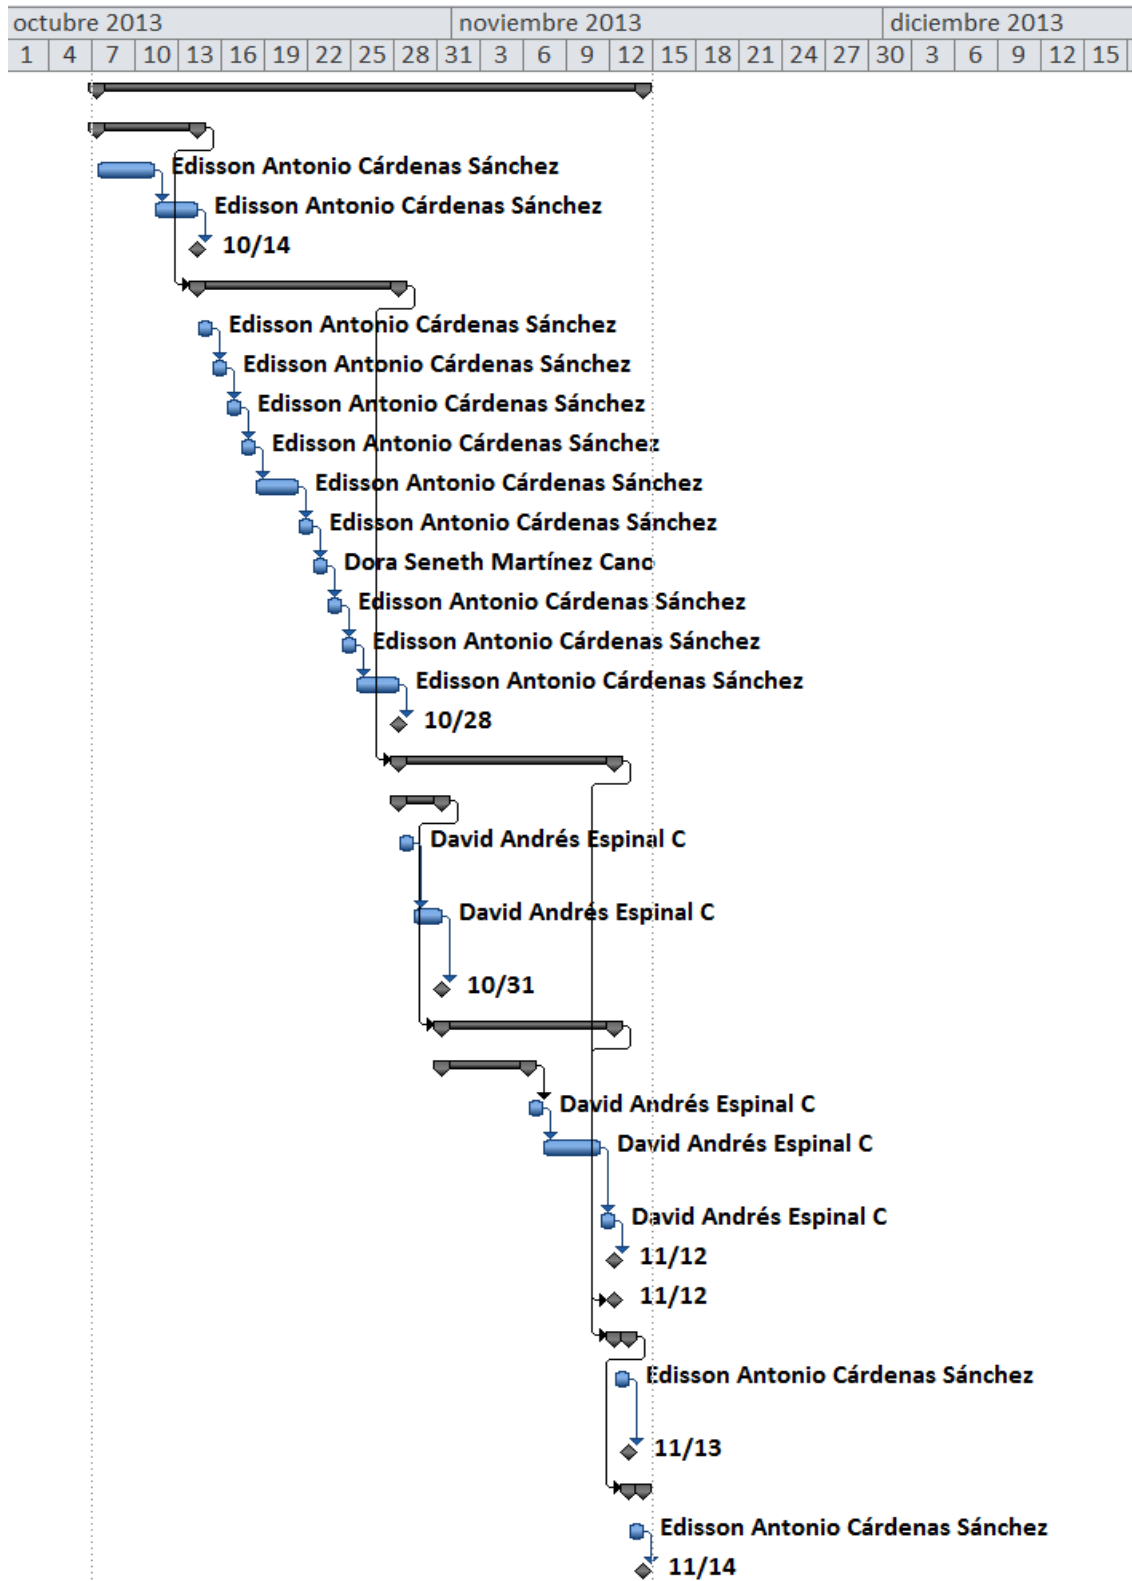 octubre 2013 noviembre 2013 diciembre 2013
1 4 7 10 13 16 19 22 25 28 31 3 6 9 12 15 18 21 24 27 30 3 6 9 12 15
Edisson Antonio Cárdenas Sánchez
Edisson Antonio Cárdenas Sánchez
10/14
Edisson Antonio Cárdenas Sánchez
Edisson Antonio Cárdenas Sánchez
Edisson Antonio Cárdenas Sánchez
Edisson Antonio Cárdenas Sánchez
Edisson Antonio Cárdenas Sánchez
Edisson Antonio Cárdenas Sánchez
Dora Seneth Martínez Cano
Edisson Antonio Cárdenas Sánchez
Edisson Antonio Cárdenas Sánchez
Edisson Antonio Cárdenas Sánchez
10/28
David Andrés Espinal C
David Andrés Espinal C
10/31
David Andrés Espinal C
David Andrés Espinal C
David Andrés Espinal C
11/12
11/12
Edisson Antonio Cárdenas Sánchez
11/13
Edisson Antonio Cárdenas Sánchez
11/14